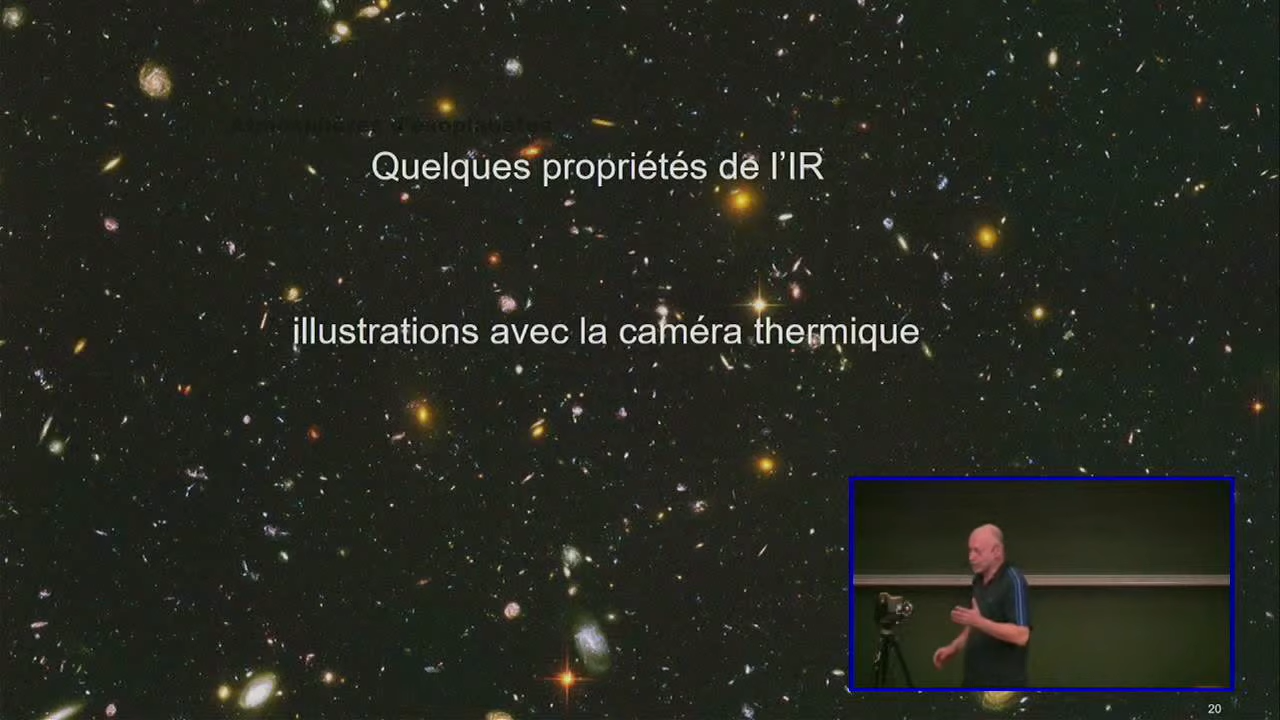 Quelques propriétés de l’IR
illustrations avec la caméra thermique
20